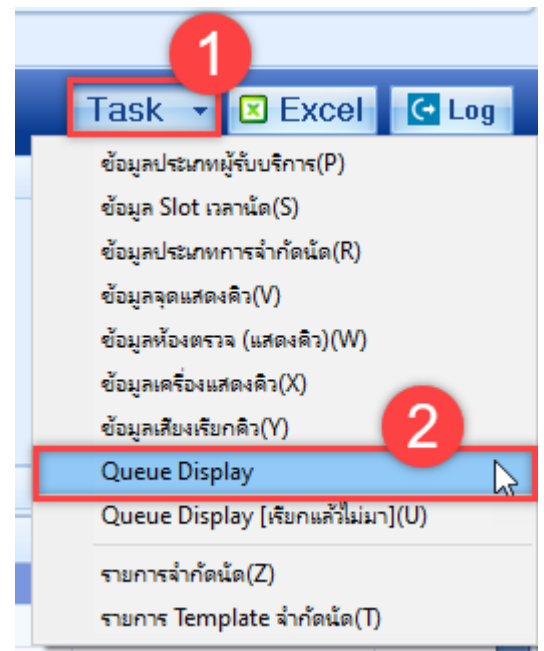 1
Task Excel Log
ข้อมูลประเภทผู้รับบริการ(P)
ข้อมูล Slot เวลานัด(S)
ข้อมูลประเภทการจำกัดนัด(R)
ข้อมูลจุดแสดงคิว(V)
ข้อมูลห้องตรวจ (แสดงคิว)(W)
ข้อมูลเครื่องแสดงคิว(X)
ข้อมูลเสียงเรียกคิว(Y)
2
Queue Display
Queue Display [เรียกแล้วไม่มา](U)
รายการจำกัดนัด(Z)
รายการ Template จำกัดนัด(T)